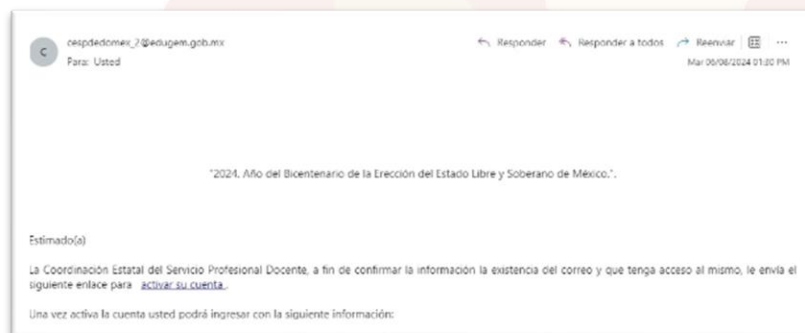 cespdedomex_2@edugem.gob.mx
Responder Responder a todos Reenviar
C
Para: Usted
Mar 06/08/2024 01:30 PM
"2024. Año del Bicentenario de la Erección del Estado Libre y Soberano de México.".
Estimado(a)
La Coordinación Estatal del Servicio Profesional Docente, a fin de confirmar la información la existencia del correo y que tenga acceso al mismo, le envía el
siguiente enlace para activar su cuenta.
Una vez activa la cuenta usted podrá ingresar con la siguiente información: